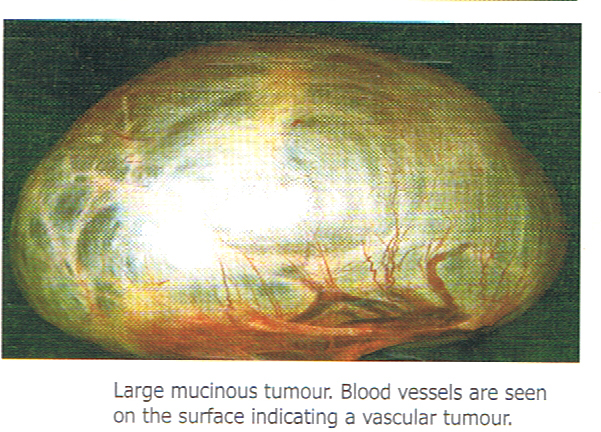 Large mucinous tumour. Blood vessels are seen
on the surface indicating a vascular tumour.